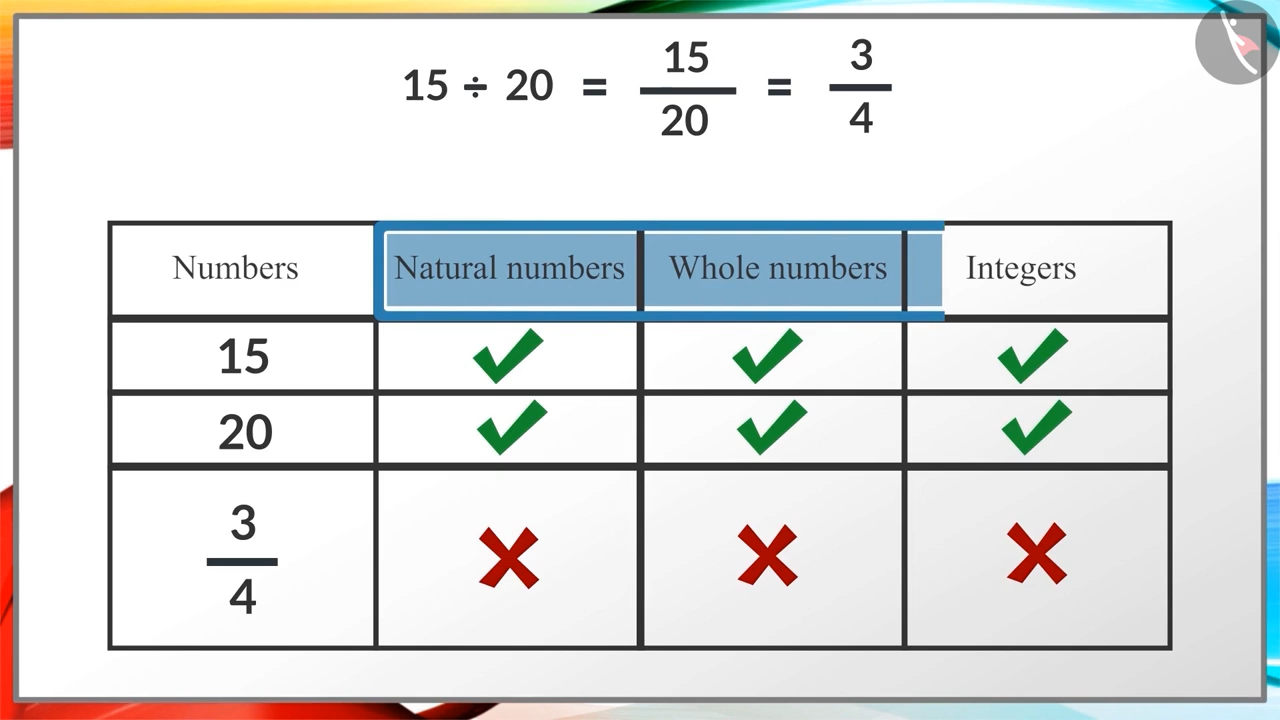 15 ÷ 20 = 15/20 = 3/4
Numbers Natural numbers Whole numbers Integers
15 ✓ ✓ ✓
20 ✓ ✓ ✓
3/4 ✗ ✗ ✗